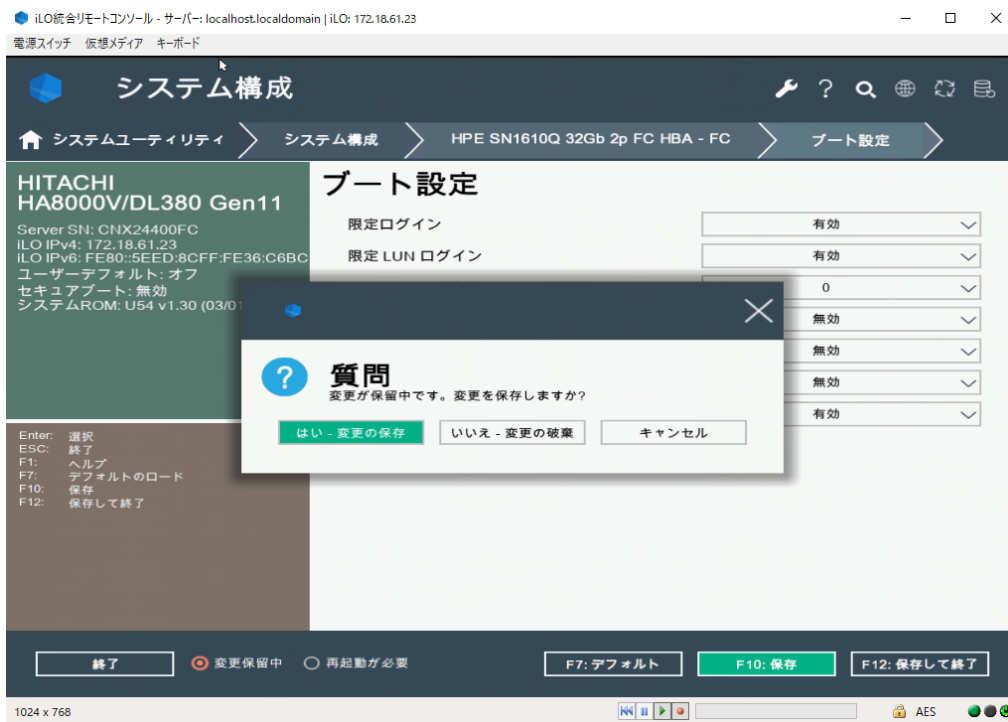 iLO統合リモートコンソール - サーバー: localhost.localdomain | iLO: 172.18.61.23
電源スイッチ 仮想メディア キーボード
システム構成
システムユーティリティ
システム構成
HPE SN1610Q 32Gb 2p FC HBA - FC
ブート設定
HITACHI
HA8000V/DL380 Gen11
Server SN: CNX24400FC
iLO IPv4: 172.18.61.23
iLO IPv6: FE80::5EED:8CFF:FE36:C6BC
ユーザーデフォルト: オフ
セキュアブート: 無効
システムROM: U54 v1.30 (03/01
ブート設定
限定ログイン 有効
限定 LUN ログイン 有効
0
無効
無効
無効
有効
質問
変更が保留中です。変更を保存しますか?
はい - 変更の保存
いいえ - 変更の破棄
キャンセル
Enter: 選択
ESC: 終了
F1: ヘルプ
F7: デフォルトのロード
F10: 保存
F12: 保存して終了
終了
変更保留中
再起動が必要
F7: デフォルト
F10: 保存
F12: 保存して終了
1024 x 768
AES